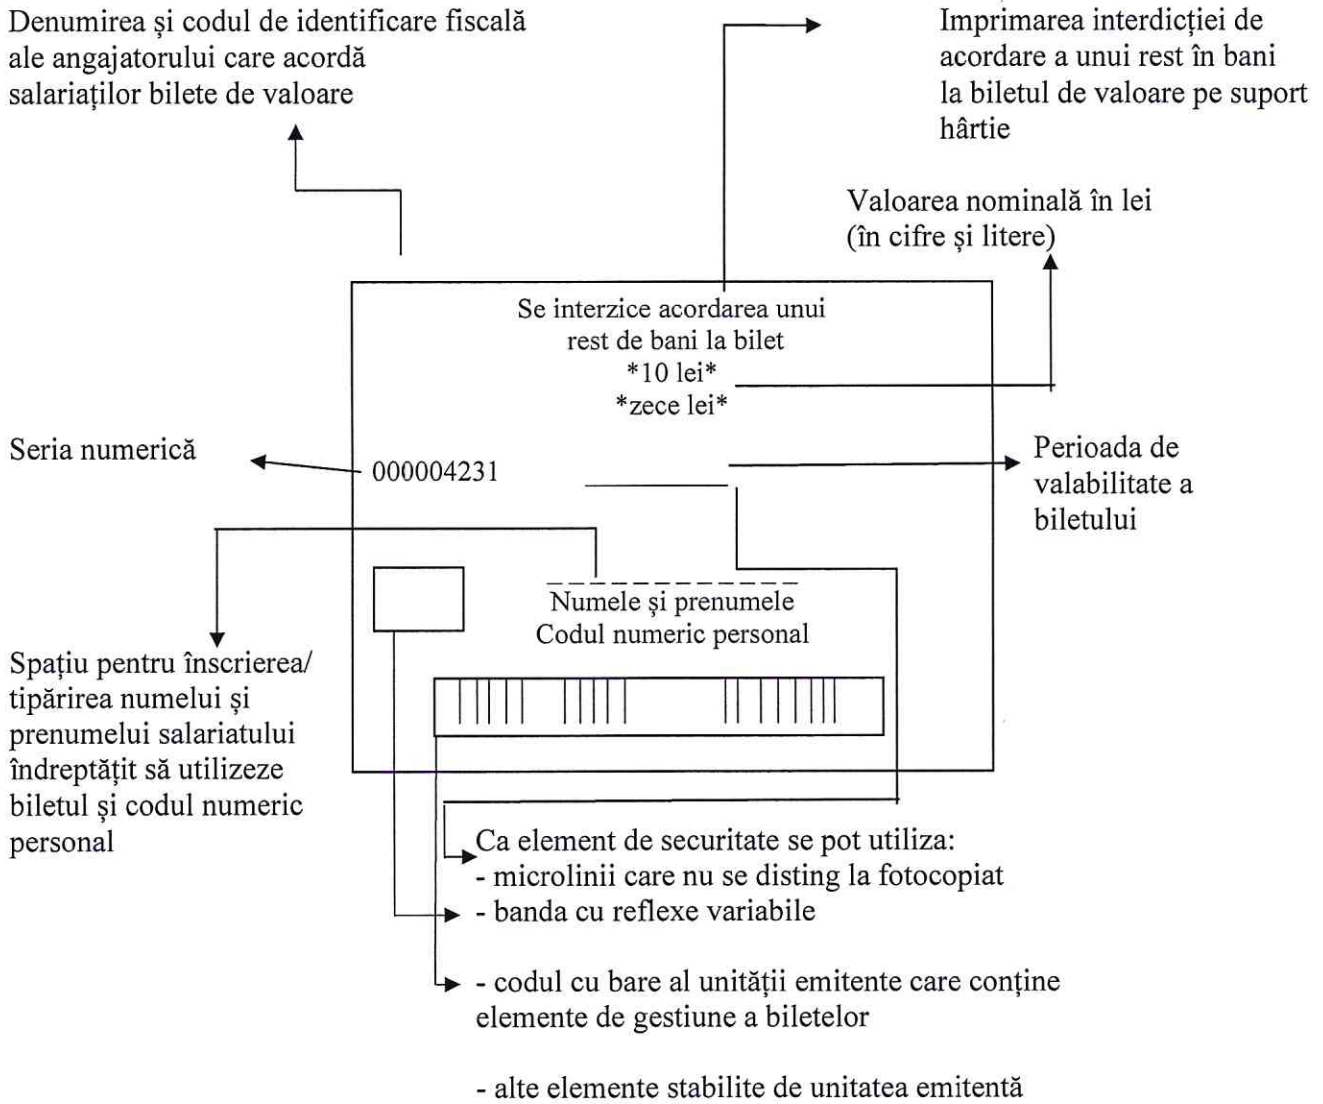 Denumirea și codul de identificare fiscală
ale angajatorului care acordă
salariaților bilete de valoare
Imprimarea interdicției de
acordare a unui rest în bani
la biletul de valoare pe suport
hârtie
Valoarea nominală în lei
(în cifre și litere)
Se interzice acordarea unui
rest de bani la bilet
*10 lei*
*zece lei*
Seria numerică
000004231
Perioada de
valabilitate a
biletului
Numele și prenumele
Codul numeric personal
Spațiu pentru înscrierea/
tipărirea numelui și
prenumelui salariatului
îndreptățit să utilizeze
biletul și codul numeric
personal
Ca element de securitate se pot utiliza:
- microlinii care nu se disting la fotocopiat
- banda cu reflexe variabile
- codul cu bare al unității emitente care conține
elemente de gestiune a biletelor
- alte elemente stabilite de unitatea emitentă